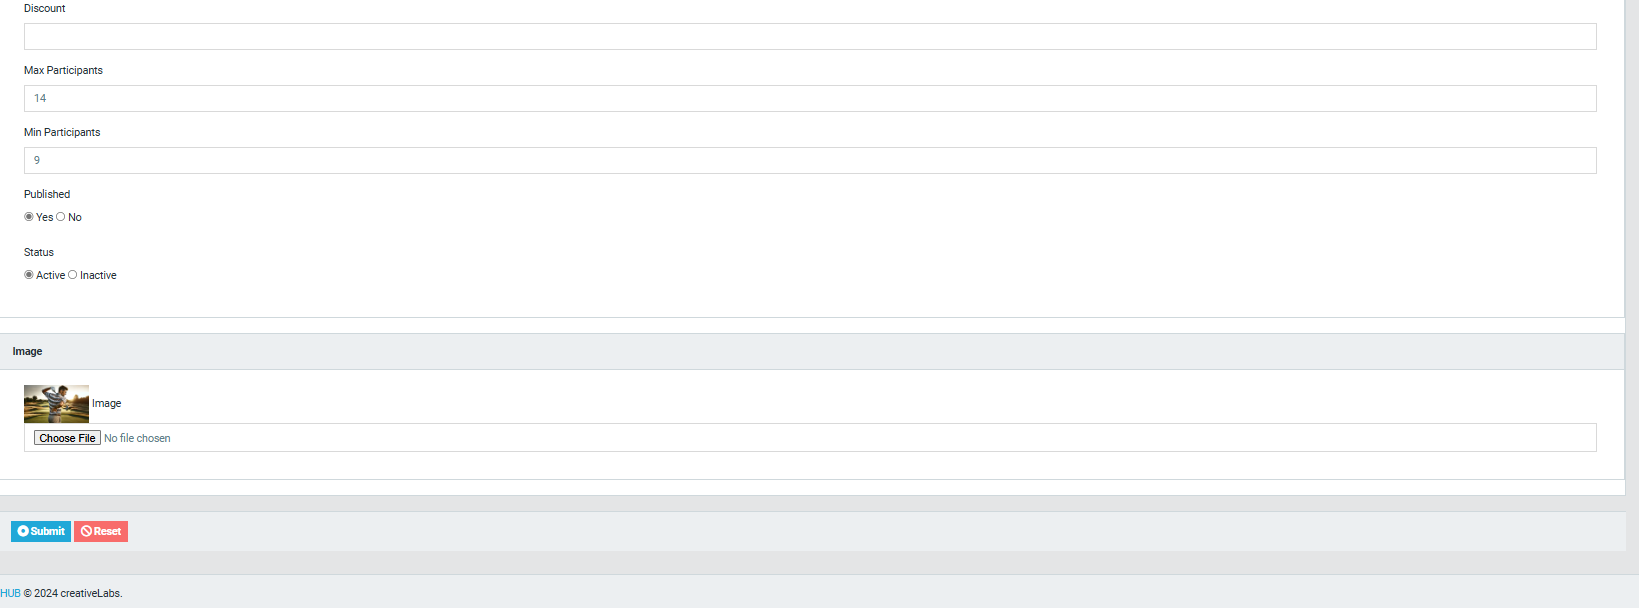 Discount
Max Participants
14
Min Participants
9
Published
Yes No
Status
Active Inactive
Image
Image
Choose File No file chosen
Submit Reset
HUB © 2024 creativeLabs.